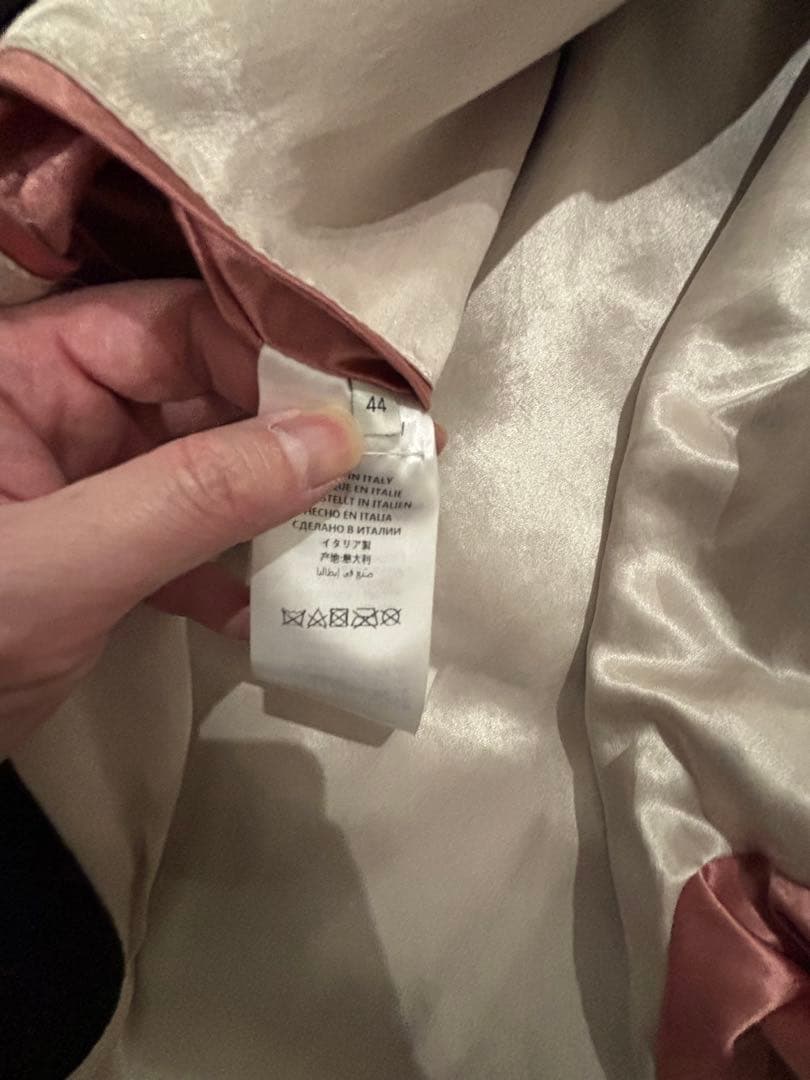 44
IN ITALY
QUE EN ITALIE
STELLT IN ITALIEN
HECHO EN ITALIA
СДЕЛАНО В ИТАЛИИ
イタリア製
产地:意大利
صنع في إيطاليا